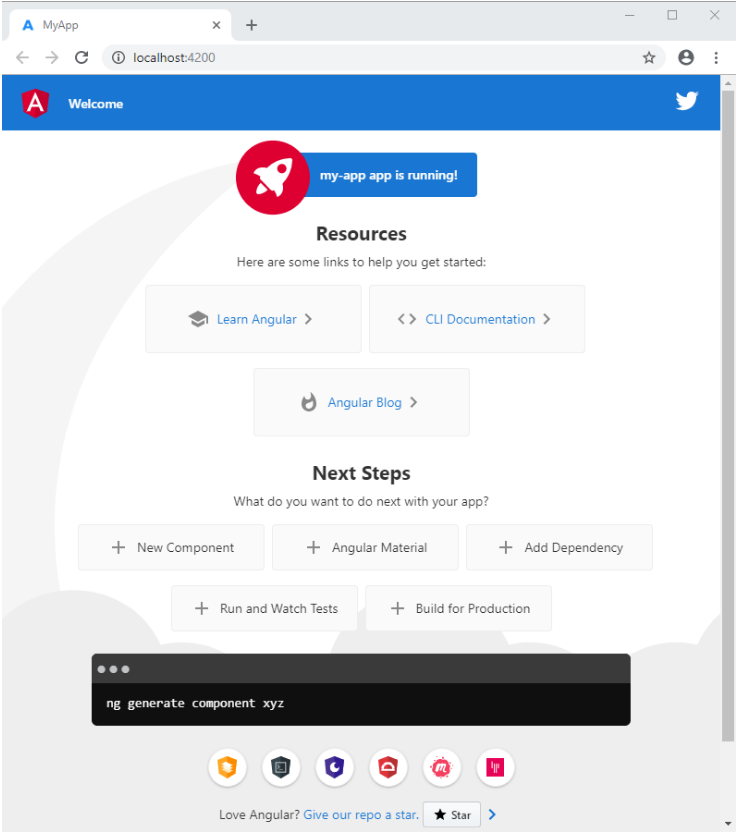 MyApp
localhost:4200
Welcome
my-app app is running!
Resources
Here are some links to help you get started:
Learn Angular
CLI Documentation
Angular Blog
Next Steps
What do you want to do next with your app?
New Component
Angular Material
Add Dependency
Run and Watch Tests
Build for Production
ng generate component xyz
Love Angular? Give our repo a star. Star